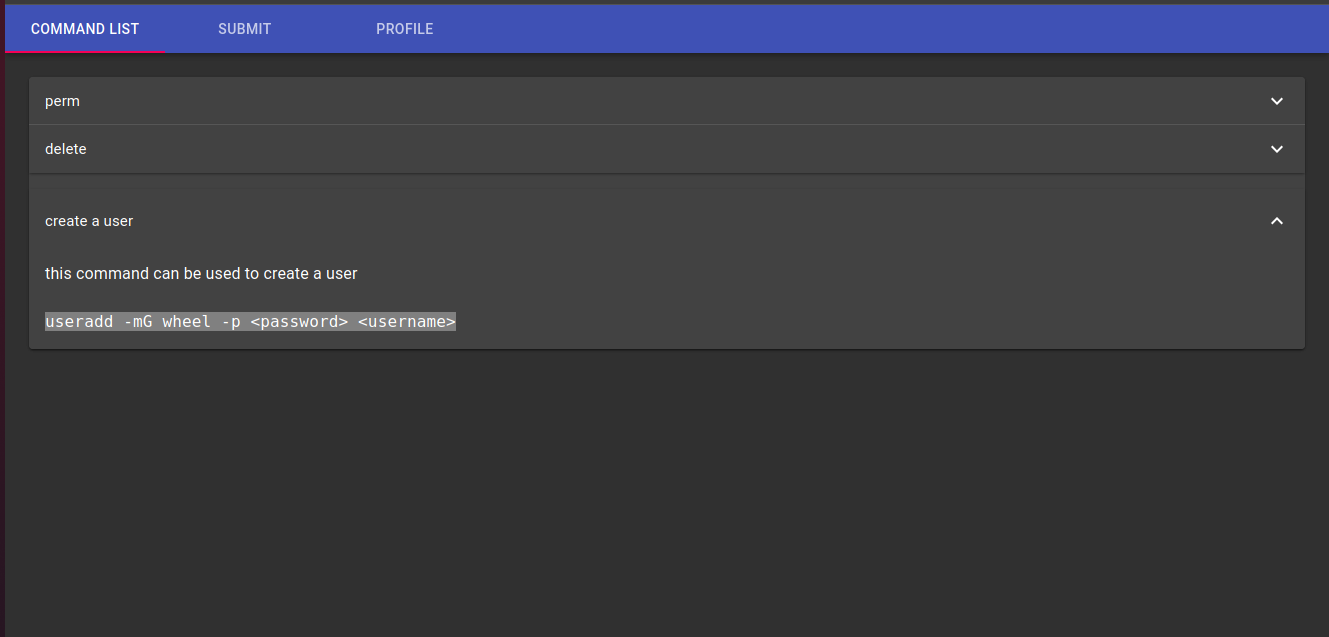 COMMAND LIST SUBMIT PROFILE
perm
delete
create a user
this command can be used to create a user
useradd -mG wheel -p <password> <username>